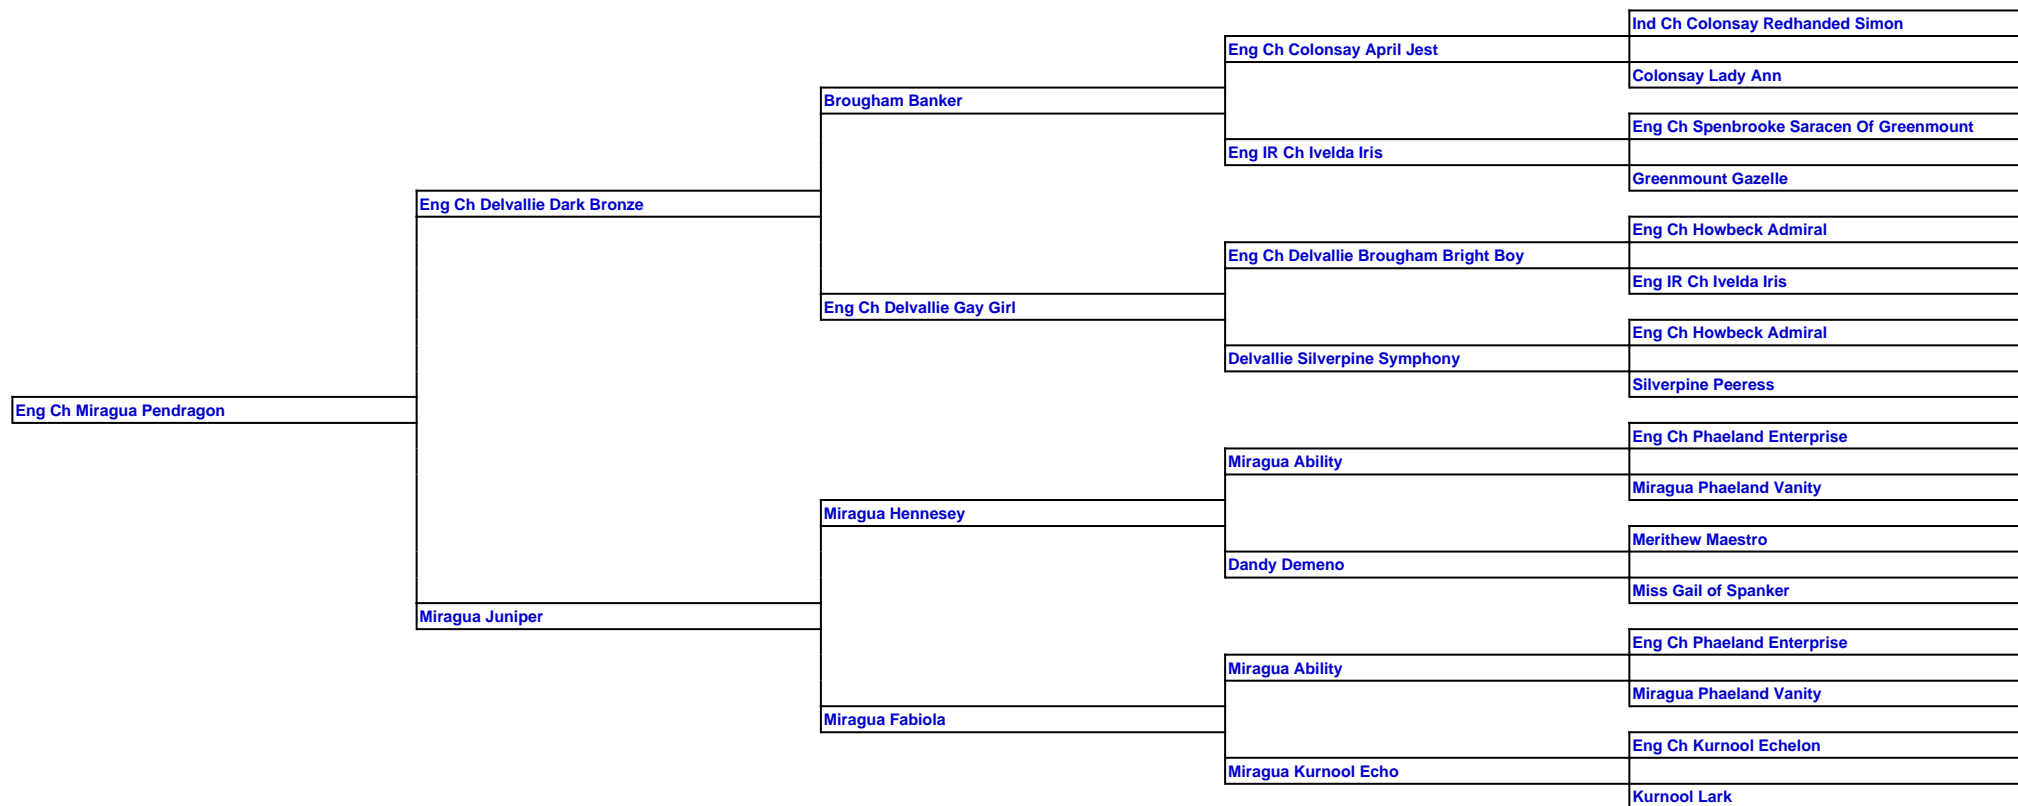 Ind Ch Colonsay Redhanded Simon
Eng Ch Colonsay April Jest
Colonsay Lady Ann
Brougham Banker
Eng Ch Spenbrooke Saracen Of Greenmount
Eng IR Ch Ivelda Iris
Greenmount Gazelle
Eng Ch Delvallie Dark Bronze
Eng Ch Howbeck Admiral
Eng Ch Delvallie Brougham Bright Boy
Eng IR Ch Ivelda Iris
Eng Ch Delvallie Gay Girl
Eng Ch Howbeck Admiral
Delvallie Silverpine Symphony
Silverpine Peeress
Eng Ch Miragua Pendragon
Eng Ch Phaeland Enterprise
Miragua Ability
Miragua Phaeland Vanity
Miragua Hennesey
Merithew Maestro
Dandy Demeno
Miss Gail of Spanker
Miragua Juniper
Eng Ch Phaeland Enterprise
Miragua Ability
Miragua Phaeland Vanity
Miragua Fabiola
Eng Ch Kurnool Echelon
Miragua Kurnool Echo
Kurnool Lark